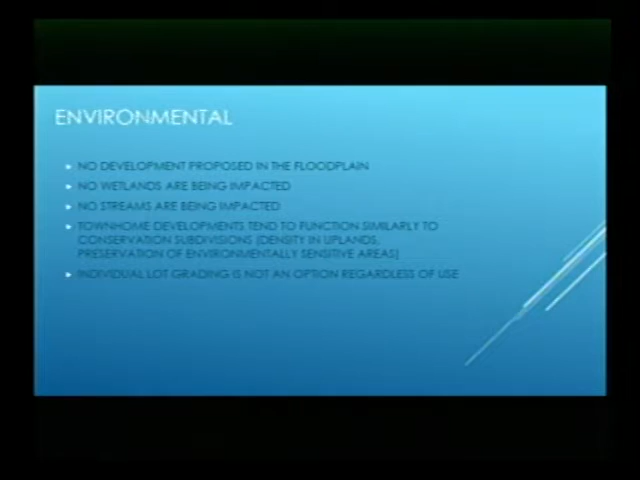 ENVIRONMENTAL
NO DEVELOPMENT PROPOSED IN THE FLOODPLAIN
NO WETLANDS ARE BEING IMPACTED
NO STREAMS ARE BEING IMPACTED
TOWNHOME DEVELOPMENTS TEND TO FUNCTION SIMILARLY TO
CONSERVATION SUBDIVISIONS (DENSITY IN UPLANDS,
PRESERVATION OF ENVIRONMENTALLY SENSITIVE AREAS)
INDIVIDUAL LOT GRADING IS NOT AN OPTION REGARDLESS OF USE